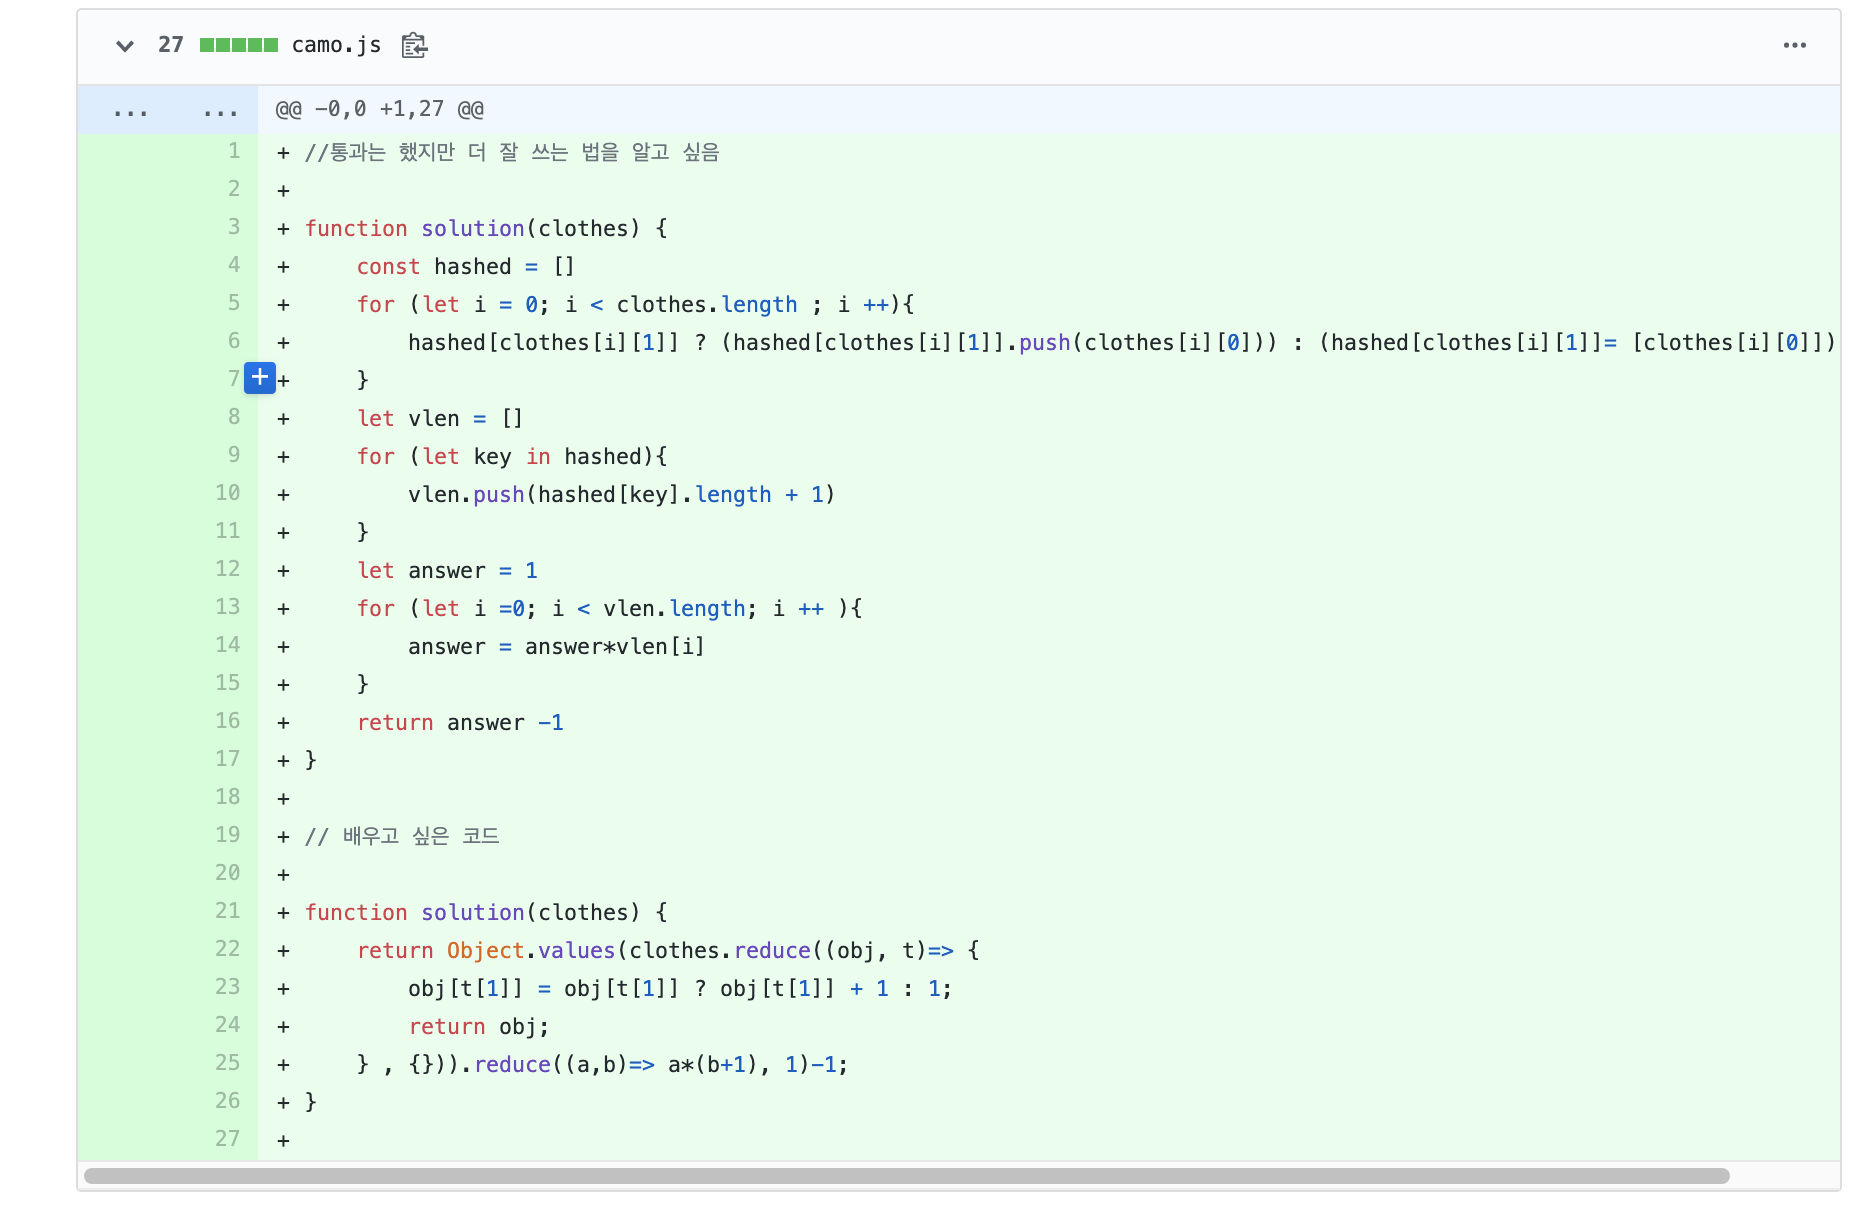 27 camo.js
... ... @@ -0,0 +1,27 @@
1 + //통과는 했지만 더 잘 쓰는 법을 알고 싶음
2 +
3 + function solution(clothes) {
4 +     const hashed = []
5 +     for (let i = 0; i < clothes.length ; i ++){
6 +         hashed[clothes[i][1]] ? (hashed[clothes[i][1]].push(clothes[i][0])) : (hashed[clothes[i][1]]= [clothes[i][0]])
7 +     }
8 +     let vlen = []
9 +     for (let key in hashed){
10 +         vlen.push(hashed[key].length + 1)
11 +     }
12 +     let answer = 1
13 +     for (let i =0; i < vlen.length; i ++ ){
14 +         answer = answer*vlen[i]
15 +     }
16 +     return answer -1
17 + }
18 +
19 + // 배우고 싶은 코드
20 +
21 + function solution(clothes) {
22 +     return Object.values(clothes.reduce((obj, t)=> {
23 +         obj[t[1]] = obj[t[1]] ? obj[t[1]] + 1 : 1;
24 +         return obj;
25 +     } , {})).reduce((a,b)=> a*(b+1), 1)-1;
26 + }
27 +